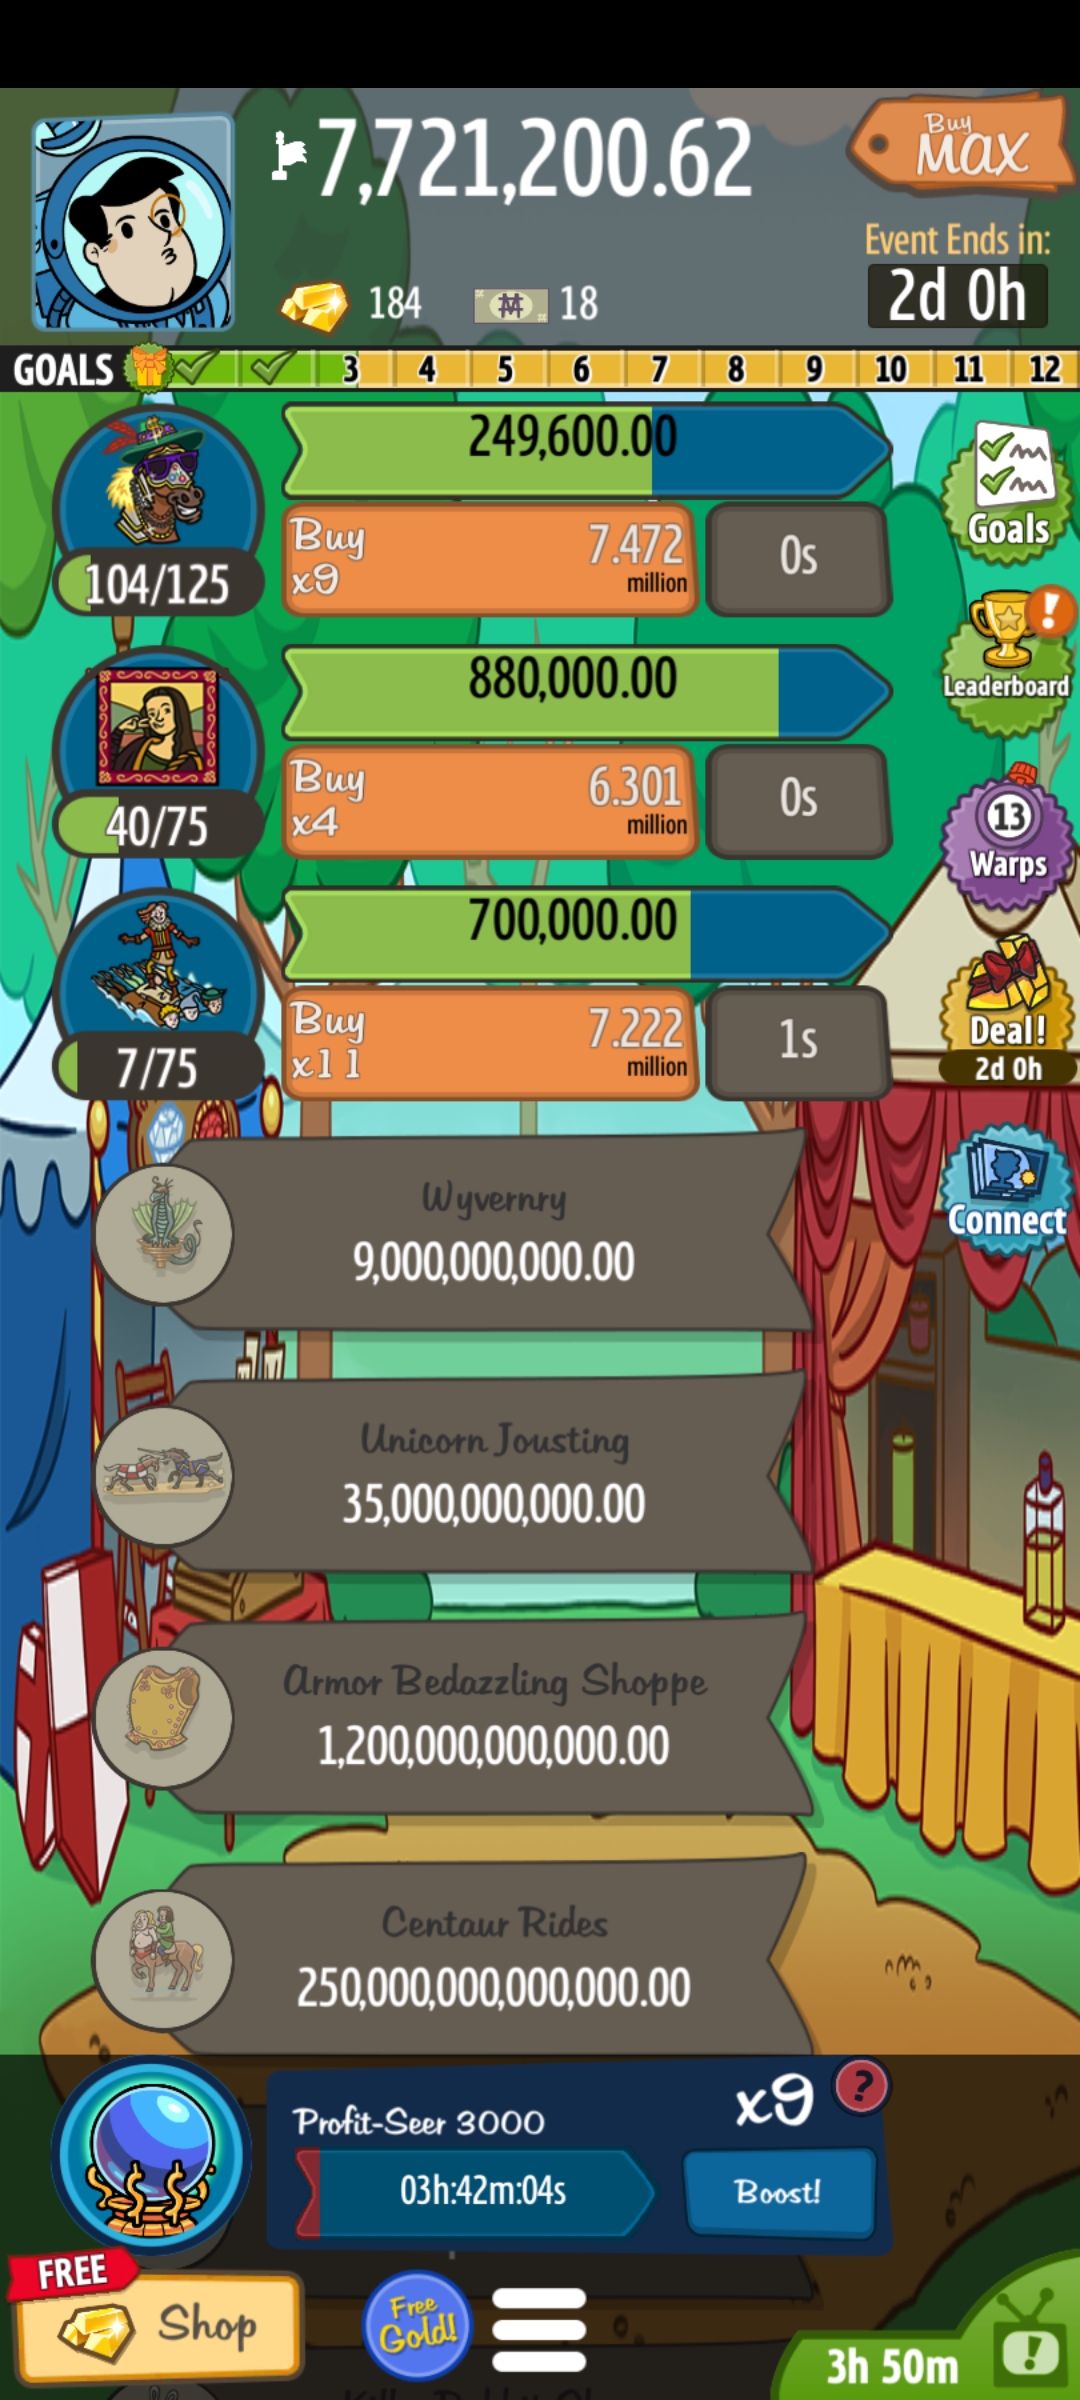 7,721,200.62
Buy
MAX
Event Ends in:
2d 0h
184
18
GOALS 3 4 5 6 7 8 9 10 11 12
249,600.00
Buy
x9
7.472
million
0s
104/125
Goals
880,000.00
Buy
x4
6.301
million
0s
40/75
!
Leaderboard
700,000.00
Buy
x11
7.222
million
1s
7/75
13
Warps
Deal!
2d 0h
Wyvernry
9,000,000,000.00
Connect
Unicorn Jousting
35,000,000,000.00
Armor Bedazzling Shoppe
1,200,000,000,000.00
Centaur Rides
250,000,000,000,000.00
Profit-Seer 3000
x9
?
03h:42m:04s
Boost!
FREE
Shop
Free
Gold!
3h 50m
!